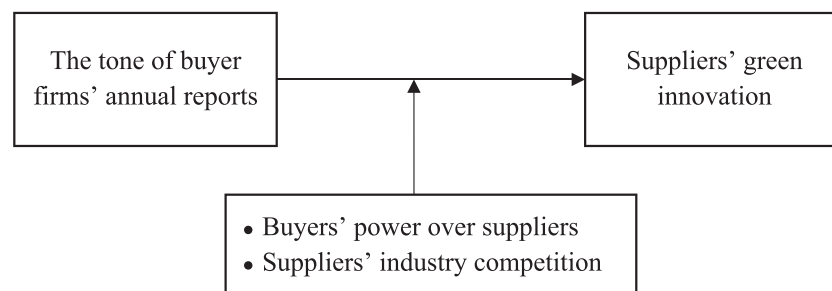 The tone of buyer
firms’ annual reports
Suppliers’ green
innovation
• Buyers’ power over suppliers
• Suppliers’ industry competition